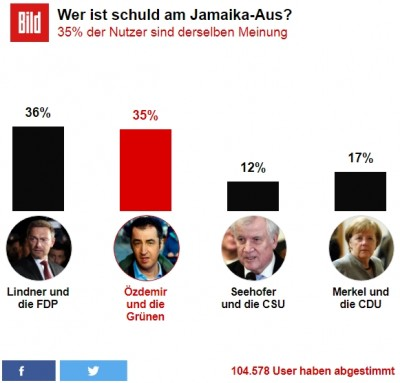 Bild
Wer ist schuld am Jamaika-Aus?
35% der Nutzer sind derselben Meinung
36%
35%
12%
17%
Lindner und
die FDP
Özdemir
und die
Grünen
Seehofer
und die CSU
Merkel und
die CDU
104.578 User haben abgestimmt